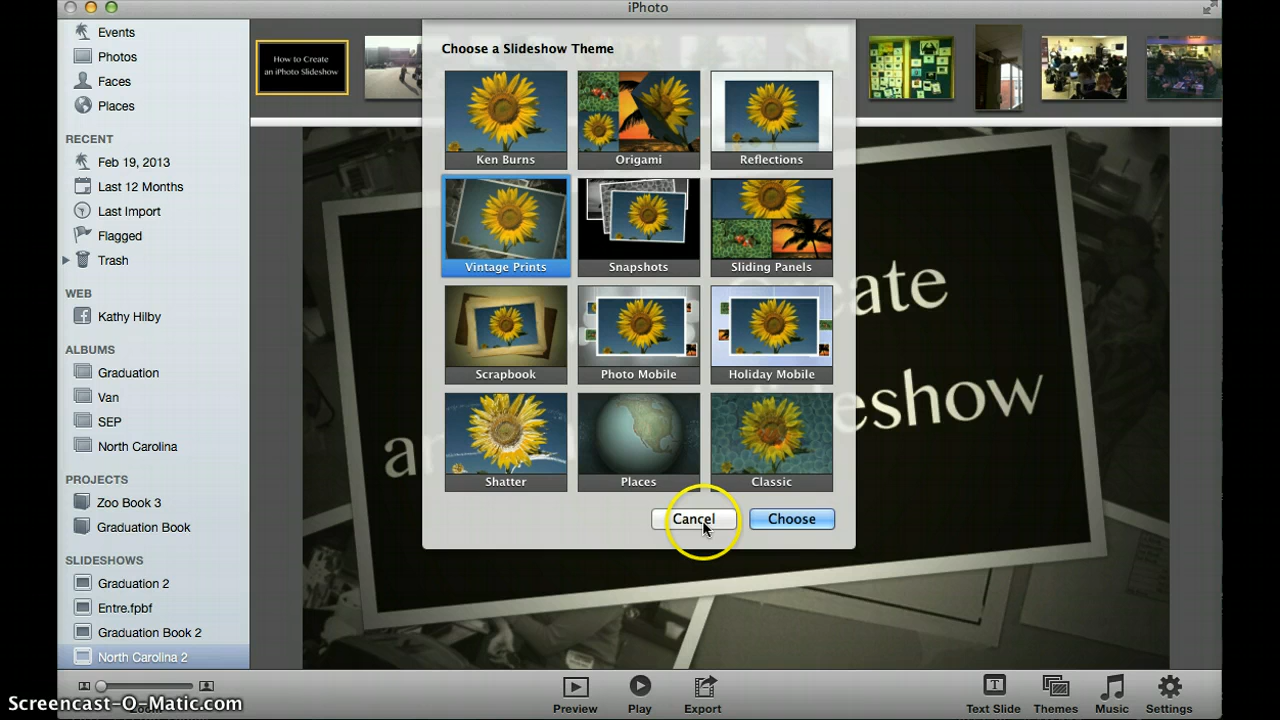 iPhoto
Events
Photos
Faces
Places
RECENT
Feb 19, 2013
Last 12 Months
Last Import
Flagged
Trash
WEB
Kathy Hilby
ALBUMS
Graduation
Van
SEP
North Carolina
PROJECTS
Zoo Book 3
Graduation Book
SLIDESHOWS
Graduation 2
Entre.fpbf
Graduation Book 2
North Carolina 2
How to Create
an iPhoto Slideshow
Choose a Slideshow Theme
Ken Burns
Origami
Reflections
Vintage Prints
Snapshots
Sliding Panels
Scrapbook
Photo Mobile
Holiday Mobile
Shatter
Places
Classic
Cancel
Choose
eate
an
eshow
Preview
Play
Export
T
Text Slide
Themes
Music
Settings
Screencast-O-Matic.com